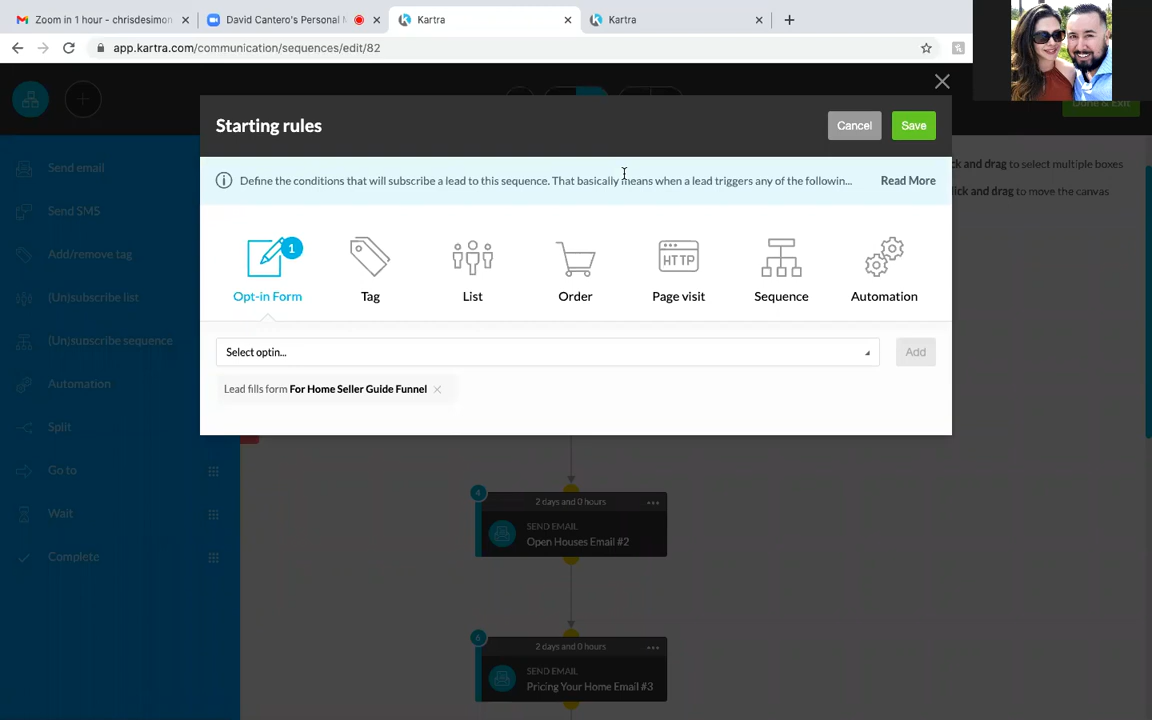 Zoom in 1 hour - chrisdesimon
David Cantero's Personal M
Kartra
Kartra
app.kartra.com/communication/sequences/edit/82
Starting rules
Cancel
Save
Done & Exit
Define the conditions that will subscribe a lead to this sequence. That basically means when a lead triggers any of the followin...
Read More
ck and drag to select multiple boxes
lick and drag to move the canvas
Send email
Send SMS
Add/remove tag
(Un)subscribe list
(Un)subscribe sequence
Automation
Split
Go to
Wait
Complete
1
HTTP
Opt-in Form
Tag
List
Order
Page visit
Sequence
Automation
Select optin...
Add
Lead fills form For Home Seller Guide Funnel
4
2 days and 0 hours
SEND EMAIL
Open Houses Email #2
6
2 days and 0 hours
SEND EMAIL
Pricing Your Home Email #3